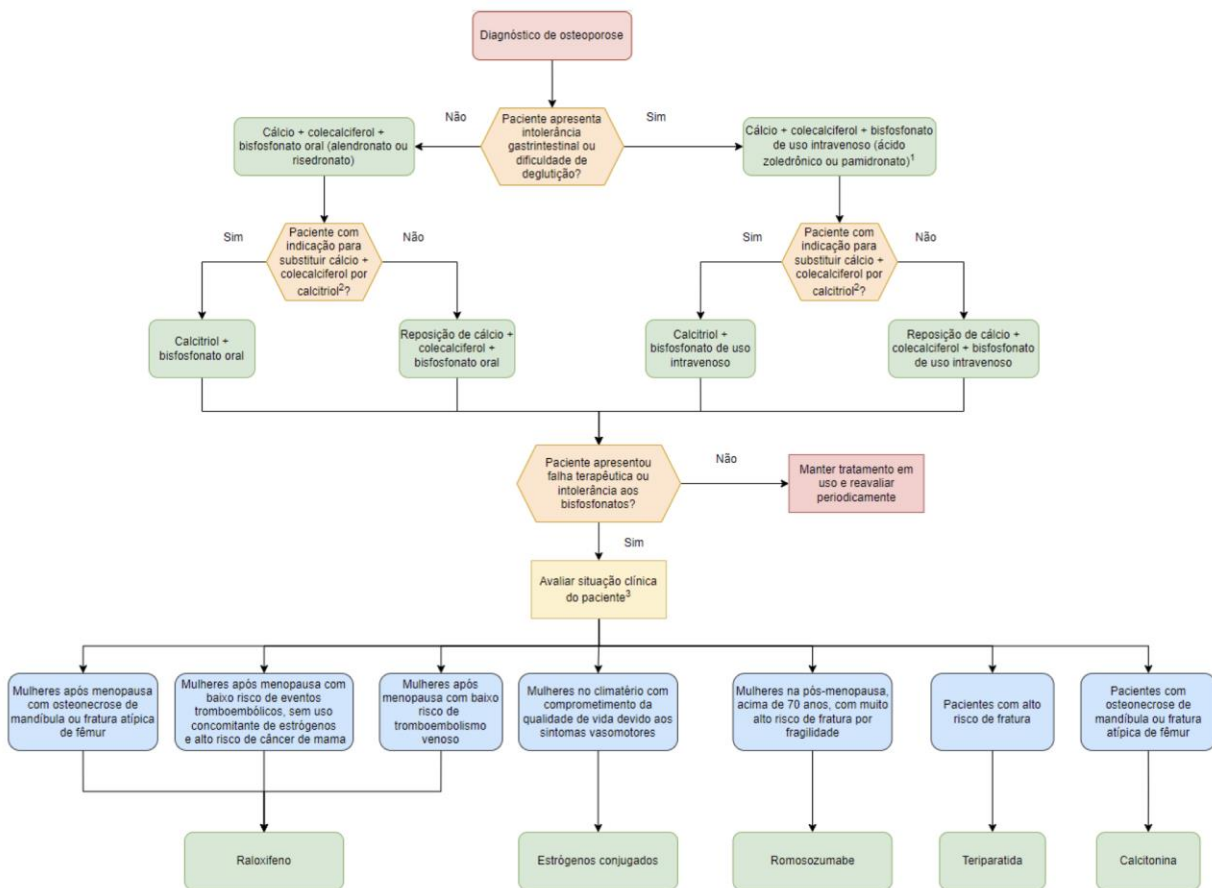 Diagnóstico de osteoporose
Não
Sim
Paciente apresenta
intolerância
gastrintestinal ou
dificuldade de
deglutição?
Cálcio + colecalciferol +
bisfosfonato oral (alendronato ou
risedronato)
Cálcio + colecalciferol + bisfosfonato
de uso intravenoso (ácido
zoledrônico ou pamidronato)1
Sim
Paciente com
indicação para
substituir cálcio +
colecalciferol por
calcitriol2?
Não
Sim
Paciente com
indicação para
substituir cálcio +
colecalciferol por
calcitriol2?
Não
Calcitriol +
bisfosfonato oral
Reposição de cálcio +
colecalciferol +
bisfosfonato oral
Calcitriol +
bisfosfonato de uso
intravenoso
Reposição de cálcio +
colecalciferol + bisfosfonato
de uso intravenoso
Paciente apresentou
falha terapêutica ou
intolerância aos
bisfosfonatos?
Não
Manter tratamento em
uso e reavaliar
periodicamente
Sim
Avaliar situação clínica
do paciente3
Mulheres após menopausa
com osteonecrose de
mandíbula ou fratura atípica
de fêmur
Mulheres após menopausa com
baixo risco de eventos
tromboembólicos, sem uso
concomitante de estrógenos
e alto risco de câncer de mama
Mulheres após
menopausa com baixo
risco de
tromboembolismo
venoso
Mulheres no climatério com
comprometimento da
qualidade de vida devido aos
sintomas vasomotores
Mulheres na pós-menopausa,
acima de 70 anos, com muito
alto risco de fratura por
fragilidade
Pacientes com alto
risco de fratura
Pacientes com
osteonecrose de
mandíbula ou fratura
atípica de fêmur
Raloxifeno
Estrógenos conjugados
Romosozumabe
Teriparatida
Calcitonina